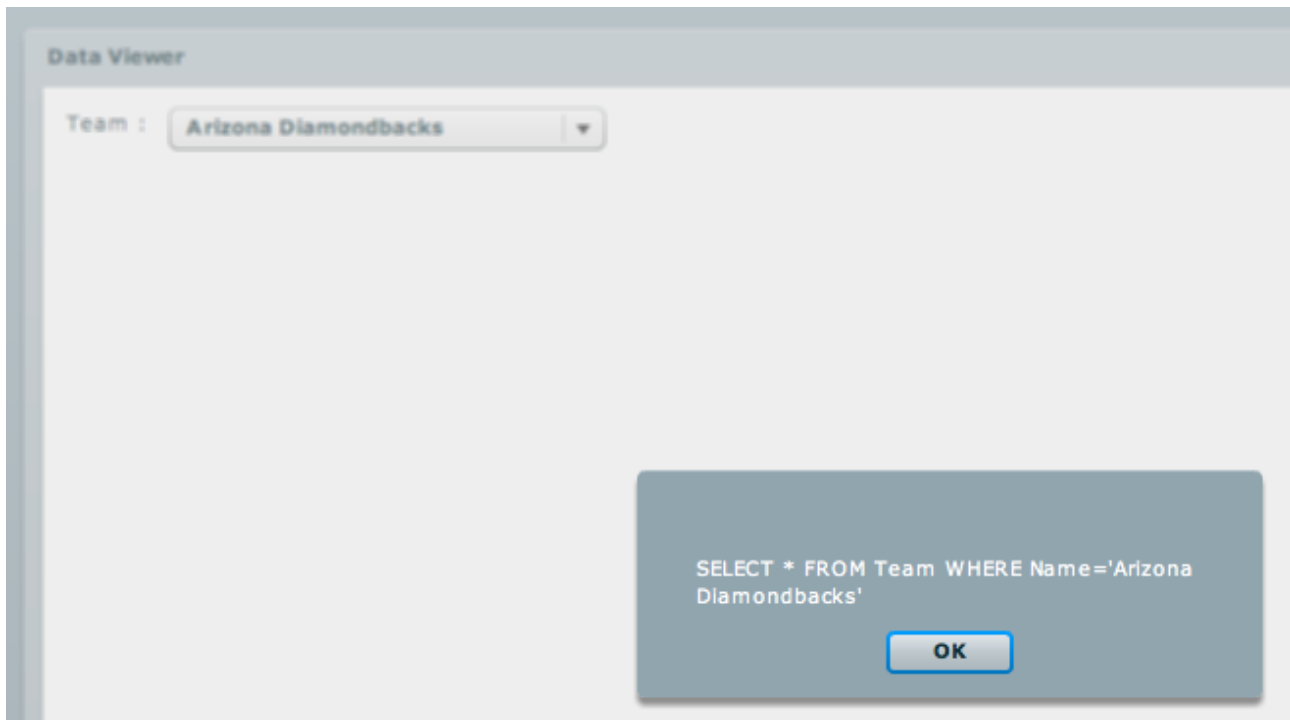 Data Viewer
Team :
Arizona Diamondbacks
SELECT * FROM Team WHERE Name='Arizona
Diamondbacks'
OK